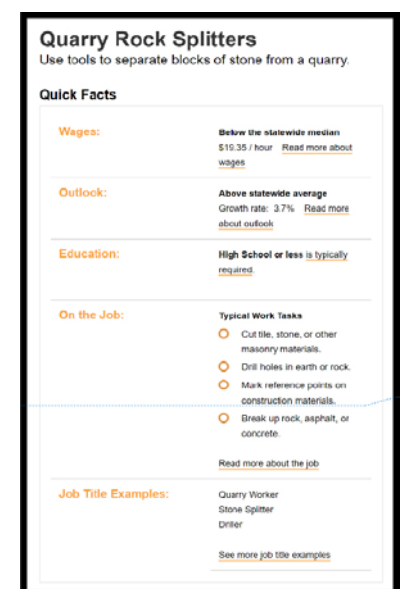 Quarry Rock Splitters
Use tools to separate blocks of stone from a quarry.
Quick Facts
Wages:
Below the statewide median
$19.35 / hour Read more about
wages
Outlook:
Above statewide average
Growth rate: 3.7% Read more
about outlook
Education:
High School or less is typically
required.
On the Job:
Typical Work Tasks
Cut tile, stone, or other
masonry materials.
Drill holes in earth or rock.
Mark reference points on
construction materials.
Break up rock, asphalt, or
concrete.
Read more about the job
Job Title Examples:
Quarry Worker
Stone Splitter
Driller
See more job title examples